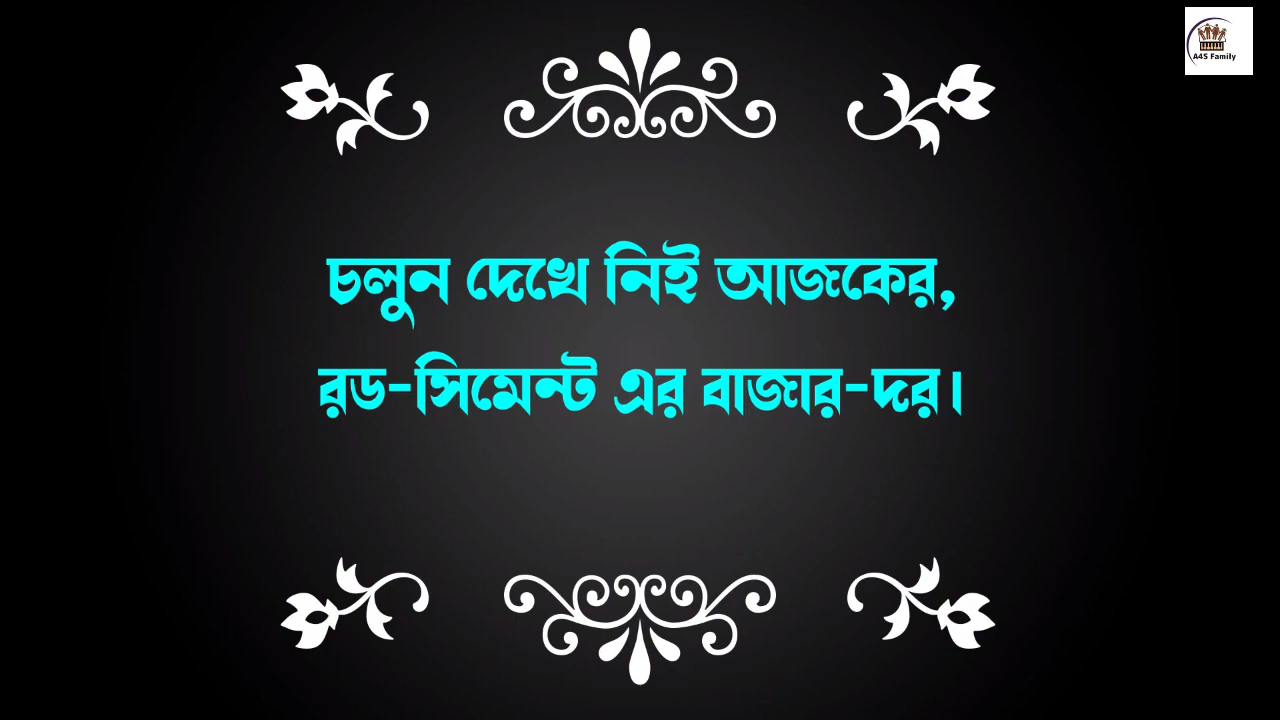 A4S Family
চলুন দেখে নিই আজকের,
রড-সিমেন্ট এর বাজার-দর।